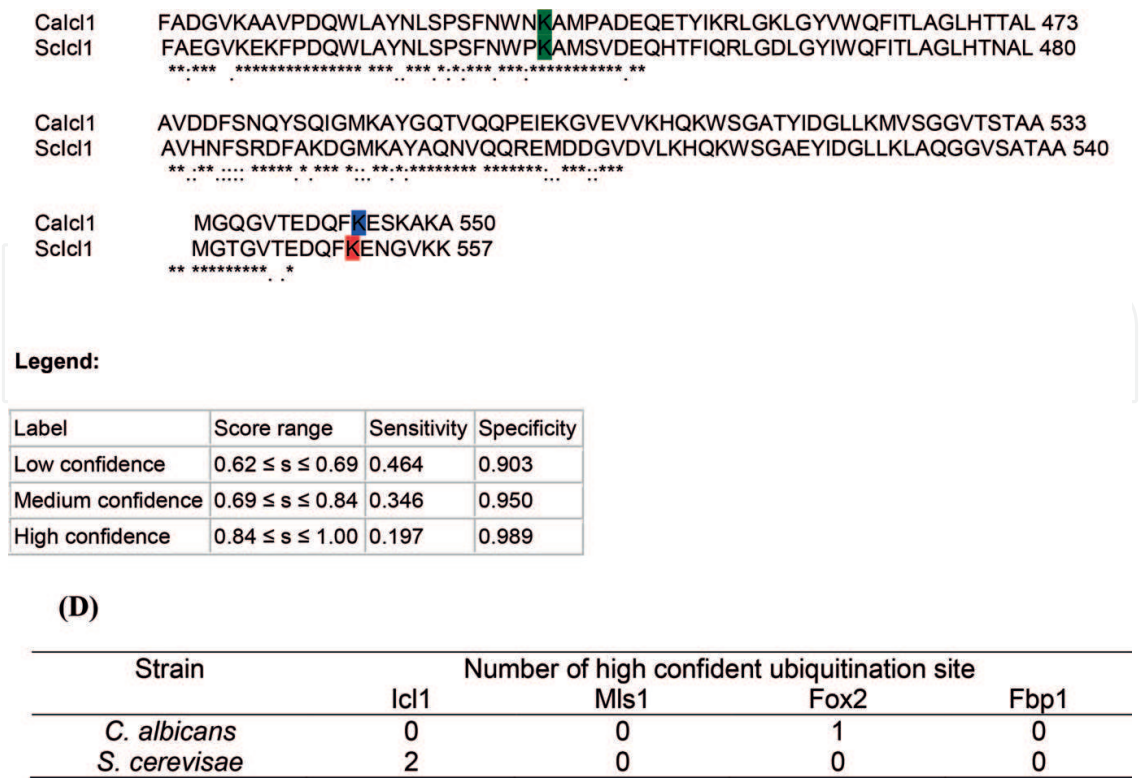 CaIcl1 FADGVKAAVPDQWLAYNLSPSFNWNKAMPADEQETYIKRLGKLGYVWQFITLAGLHTTAL 473
ScIcl1 FAEGVKEKFPDQWLAYNLSPSFNWPKAMSVDEQHTFIQRLGDLGYIWQFITLAGLHTNAL 480
**:*** .*************** ***..***.*:*:***.***:***********.**
CaIcl1 AVDDFSNQYSQIGMKAYGQTVQQPEIEKGVEVVKHQKWSGATYIDGLLKMVSGGVTSTAA 533
ScIcl1 AVHNFSRDFAKDGMKAYAQNVQQREMDDGVDVLKHQKWSGAEYIDGLLKLAQGGVSATAA 540
**.:**.:::: *****.*.*** *::. **:*:******** *******:..***::***
CaIcl1 MGQGVTEDQFKESKAKA 550
ScIcl1 MGTGVTEDQFKENGVKK 557
** *********. .*
Legend:
Label Score range Sensitivity Specificity
Low confidence 0.62 ≤ s ≤ 0.69 0.464 0.903
Medium confidence 0.69 ≤ s ≤ 0.84 0.346 0.950
High confidence 0.84 ≤ s ≤ 1.00 0.197 0.989
(D)
Strain Number of high confident ubiquitination site
Icl1 Mls1 Fox2 Fbp1
C. albicans 0 0 1 0
S. cerevisae 2 0 0 0